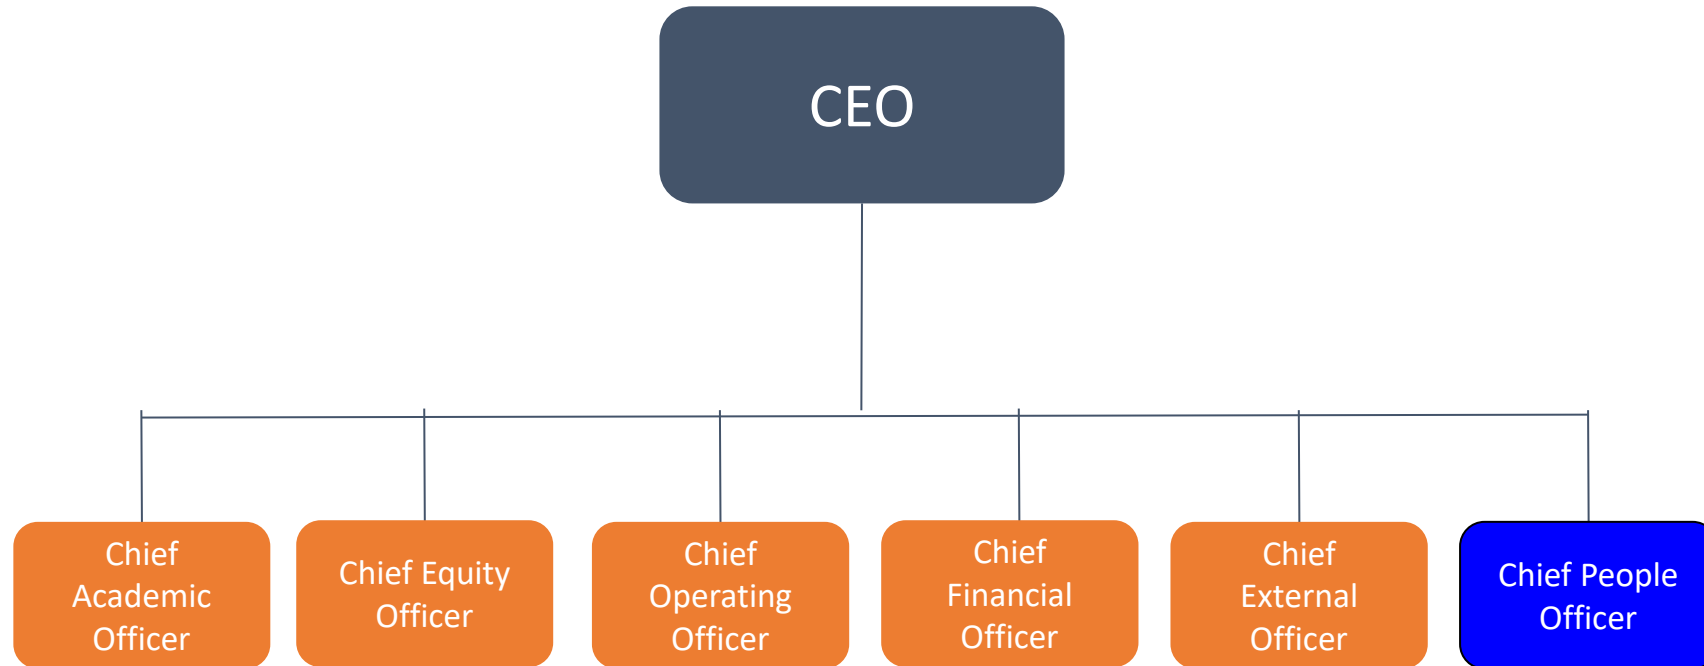 CEO
Chief
Academic
Officer
Chief Equity
Officer
Chief
Operating
Officer
Chief
Financial
Officer
Chief
External
Officer
Chief People
Officer